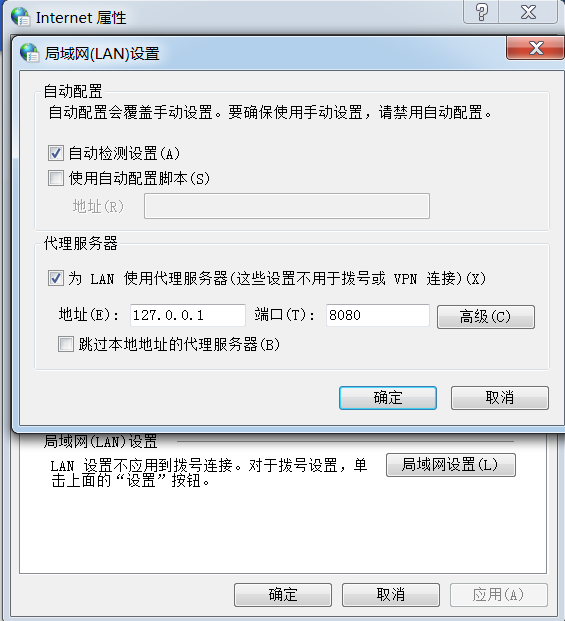 Internet 属性
局域网(LAN)设置
自动配置
自动配置会覆盖手动设置。要确保使用手动设置，请禁用自动配置。
自动检测设置(A)
使用自动配置脚本(S)
地址(R)
代理服务器
为 LAN 使用代理服务器(这些设置不用于拨号或 VPN 连接)(X)
地址(E): 127.0.0.1 端口(T): 8080 高级(C)
跳过本地地址的代理服务器(B)
确定 取消
局域网(LAN)设置
LAN 设置不应用到拨号连接。对于拨号设置，单 局域网设置(L)
击上面的“设置”按钮。
确定 取消 应用(A)